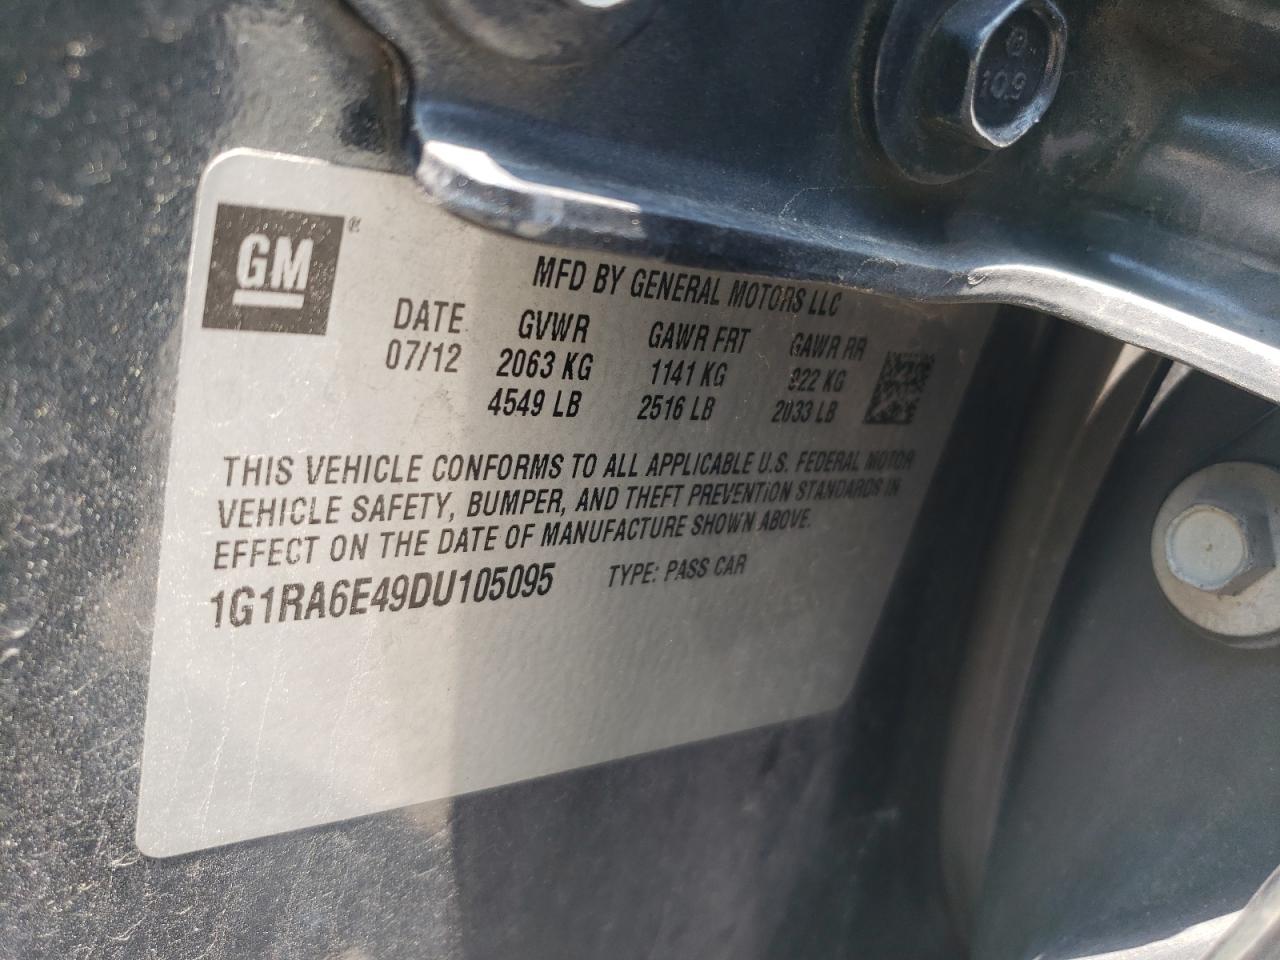 10.9
GM®
MFD BY GENERAL MOTORS LLC
DATE GVWR GAWR FRT GAWR RR
07/12 2063 KG 1141 KG 922 KG
4549 LB 2516 LB 2033 LB
THIS VEHICLE CONFORMS TO ALL APPLICABLE U.S. FEDERAL MOTOR
VEHICLE SAFETY, BUMPER, AND THEFT PREVENTION STANDARDS IN
EFFECT ON THE DATE OF MANUFACTURE SHOWN ABOVE.
1G1RA6E49DU105095 TYPE: PASS CAR